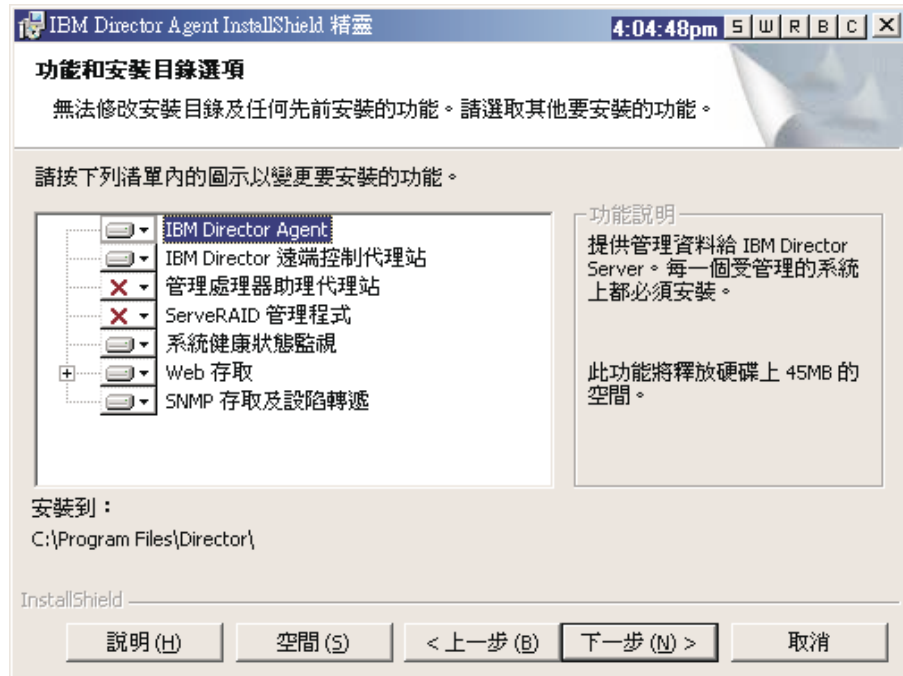 IBM Director Agent InstallShield 精靈 4:04:48pm S W R B C
功能和安裝目錄選項
無法修改安裝目錄及任何先前安裝的功能。請選取其他要安裝的功能。
請按下列清單內的圖示以變更要安裝的功能。
IBM Director Agent
IBM Director 遠端控制代理站
管理處理器助理代理站
ServeRAID 管理程式
系統健康狀態監視
Web 存取
SNMP 存取及設陷轉遞
功能說明
提供管理資料給 IBM Director
Server。每一個受管理的系統
上都必須安裝。
此功能將釋放硬碟上 45MB 的
空間。
安裝到：
C:\Program Files\Director\
InstallShield
說明(H) 空間(S) <上一步(B) 下一步(N)> 取消